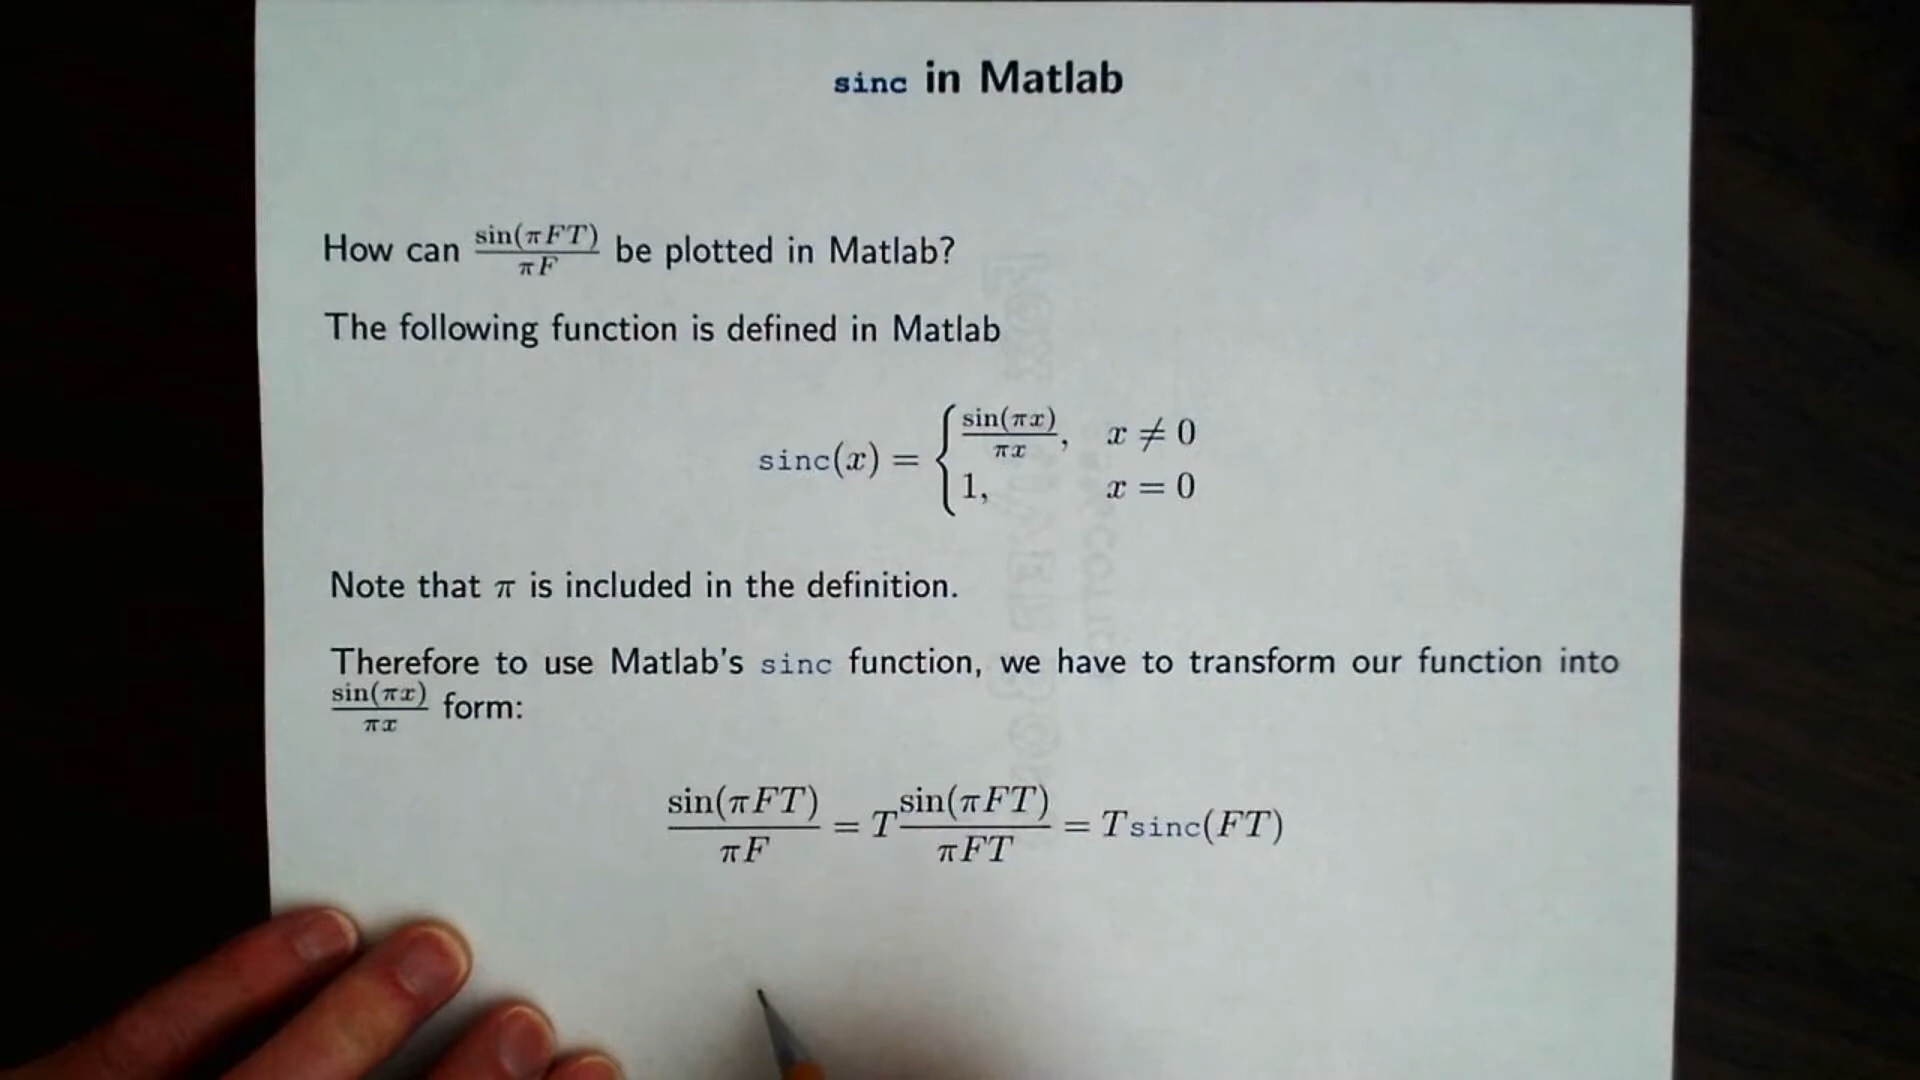 sinc in Matlab
How can sin(πFT)/πF be plotted in Matlab?
The following function is defined in Matlab
sinc(x) = { sin(πx)/πx, x ≠ 0
1, x = 0
Note that π is included in the definition.
Therefore to use Matlab's sinc function, we have to transform our function into
sin(πx)/πx form:
sin(πFT)/πF = T sin(πFT)/πFT = T sinc(FT)